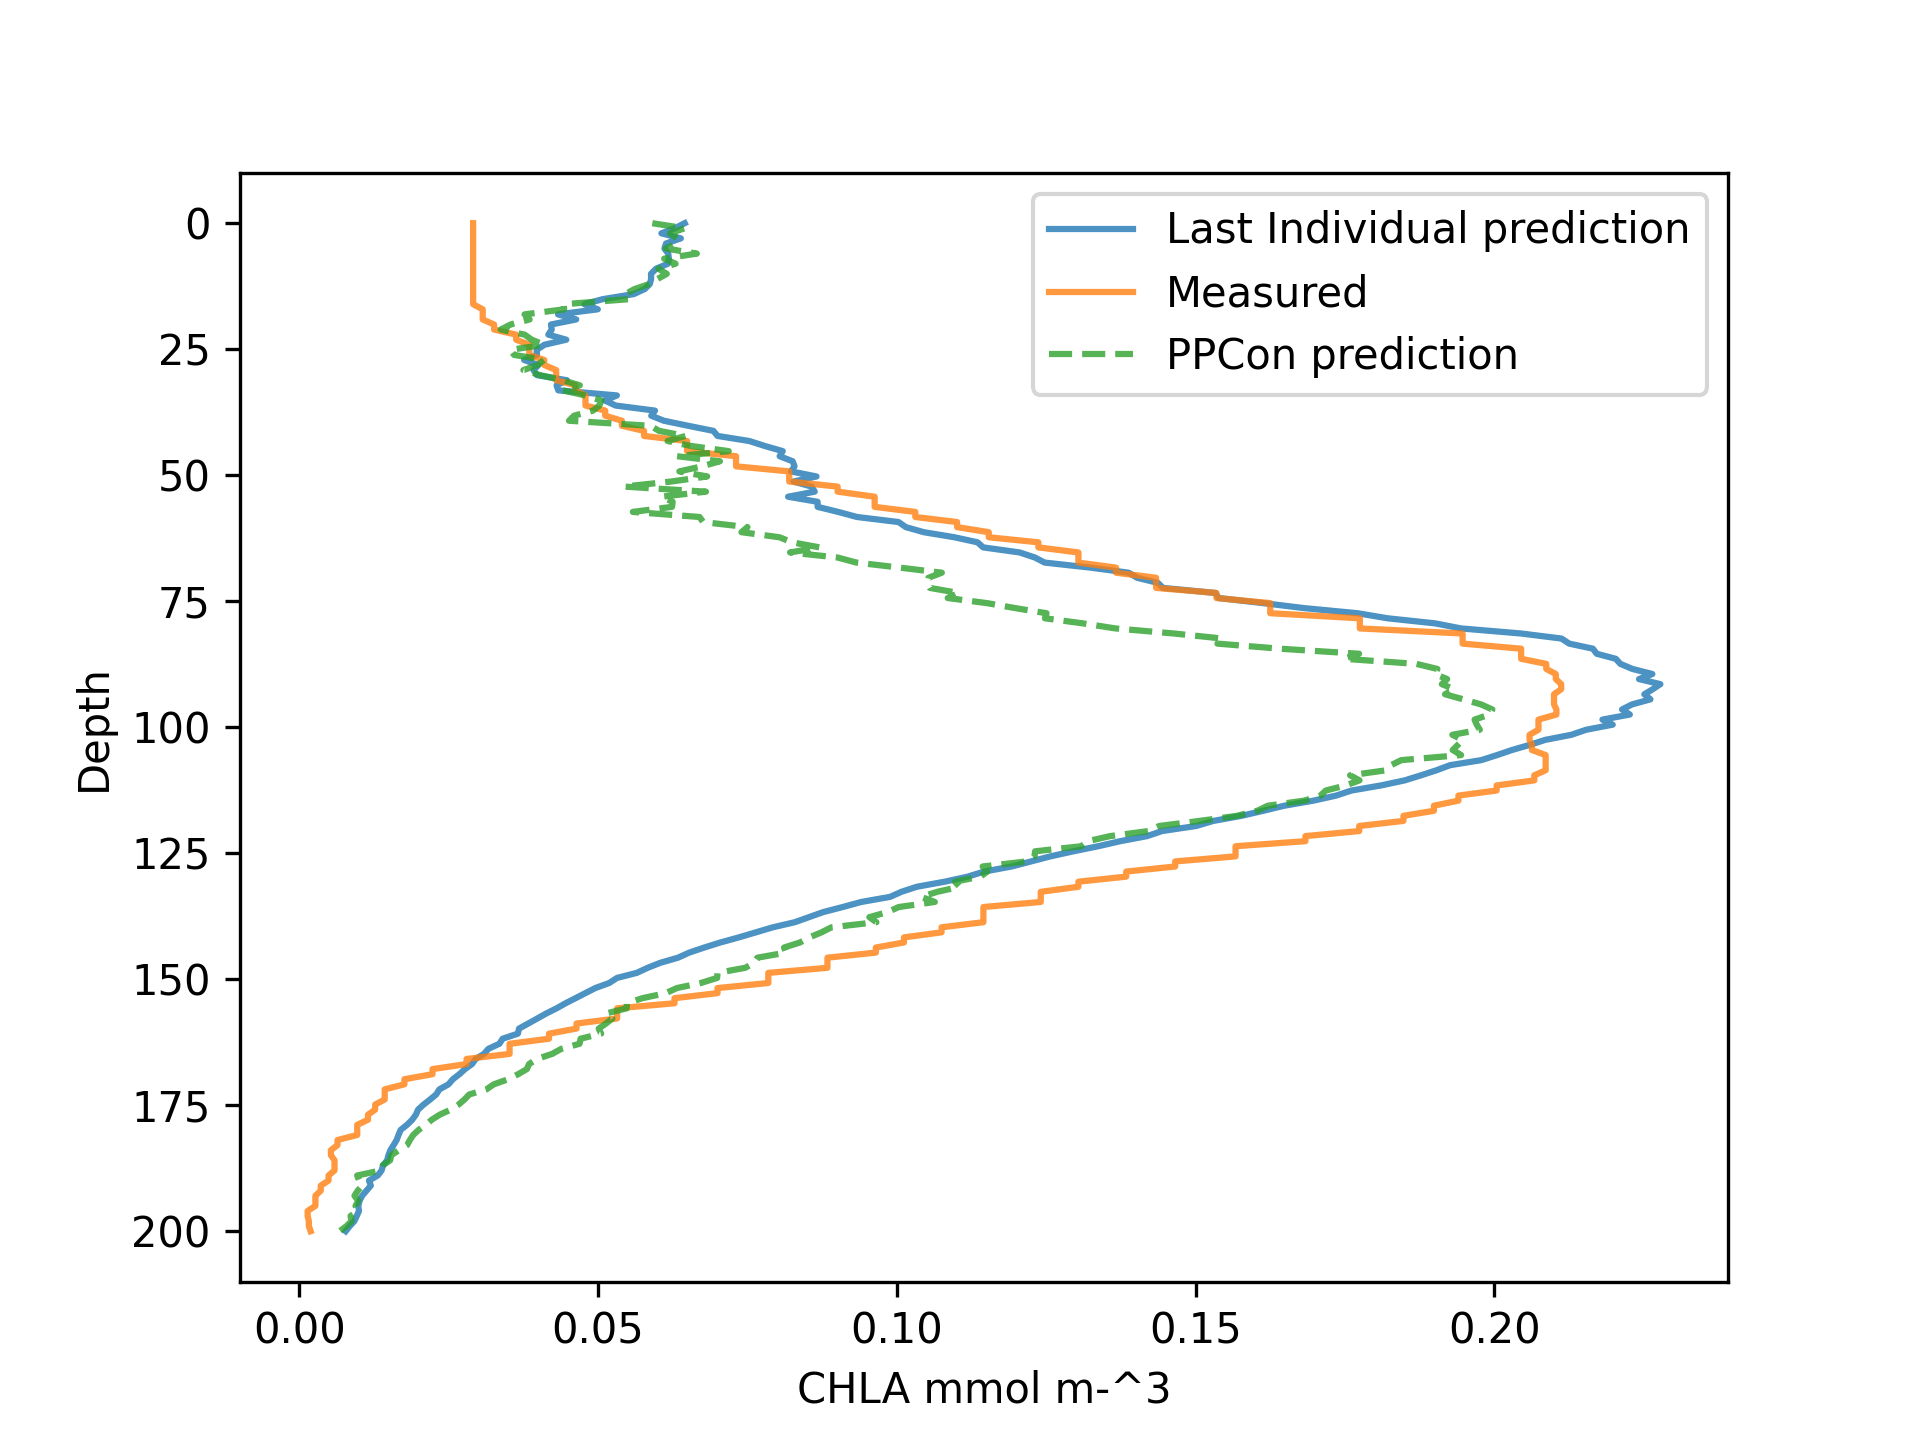 Last Individual prediction
Measured
PPCon prediction
Depth
0
25
50
75
100
125
150
175
200
0.00 0.05 0.10 0.15 0.20
CHLA mmol m-^3